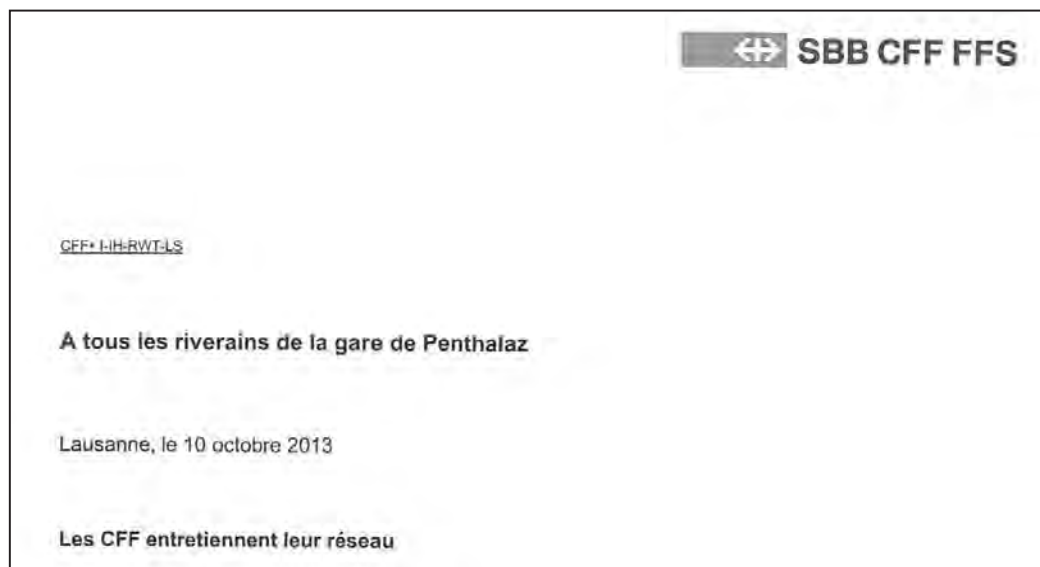 SBB CFF FFS
CFF• I-IH-RWT-LS
A tous les riverains de la gare de Penthalaz
Lausanne, le 10 octobre 2013
Les CFF entretiennent leur réseau